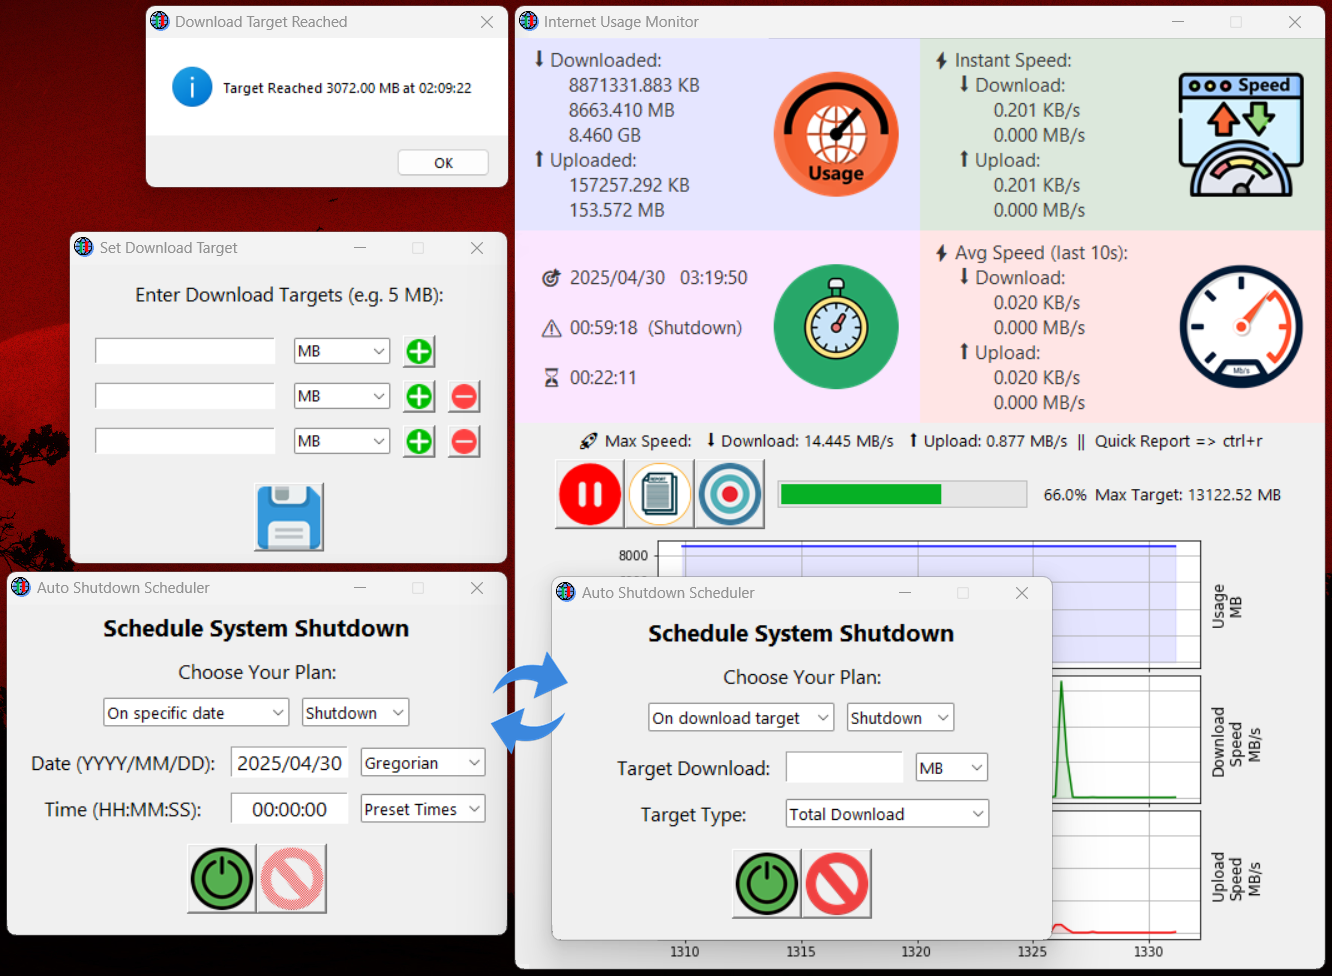 Download Target Reached
Target Reached 3072.00 MB at 02:09:22
OK
Set Download Target
Enter Download Targets (e.g. 5 MB):
MB
MB
MB
Auto Shutdown Scheduler
Schedule System Shutdown
Choose Your Plan:
On specific date Shutdown
Date (YYYY/MM/DD): 2025/04/30 Gregorian
Time (HH:MM:SS): 00:00:00 Preset Times
Internet Usage Monitor
Downloaded:
8871331.883 KB
8663.410 MB
8.460 GB
Uploaded:
157257.292 KB
153.572 MB
Usage
Instant Speed:
Download:
0.201 KB/s
0.000 MB/s
Upload:
0.201 KB/s
0.000 MB/s
Speed
2025/04/30 03:19:50
00:59:18 (Shutdown)
00:22:11
Avg Speed (last 10s):
Download:
0.020 KB/s
0.000 MB/s
Upload:
0.020 KB/s
0.000 MB/s
Mb/s
Max Speed: Download: 14.445 MB/s Upload: 0.877 MB/s || Quick Report => ctrl+r
REPORT
66.0% Max Target: 13122.52 MB
8000
Usage
MB
Auto Shutdown Scheduler
Schedule System Shutdown
Choose Your Plan:
On download target Shutdown
Target Download: MB
Target Type: Total Download
Download
Speed
MB/s
Upload
Speed
MB/s
1310 1315 1320 1325 1330